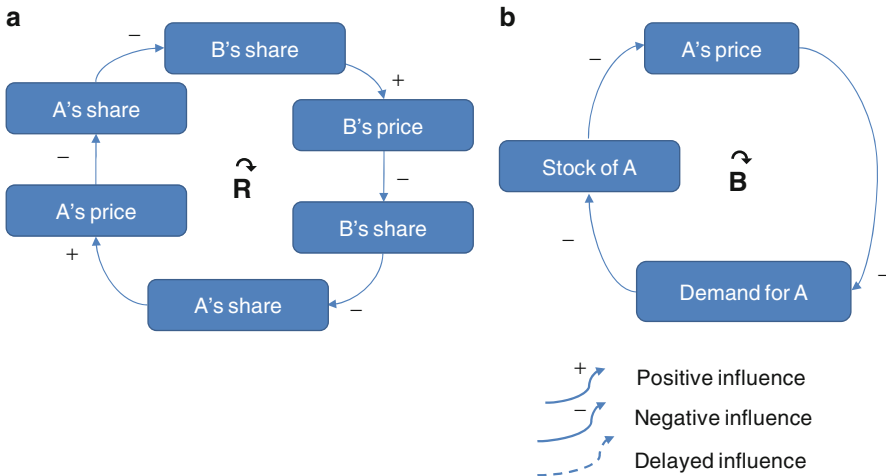 a
B's share
−
+
A's share
B's price
−
−
R
A's price
B's share
+
−
A's share
b
A's price
−
Stock of A
B
−
−
Demand for A
+
Positive influence
−
Negative influence
Delayed influence